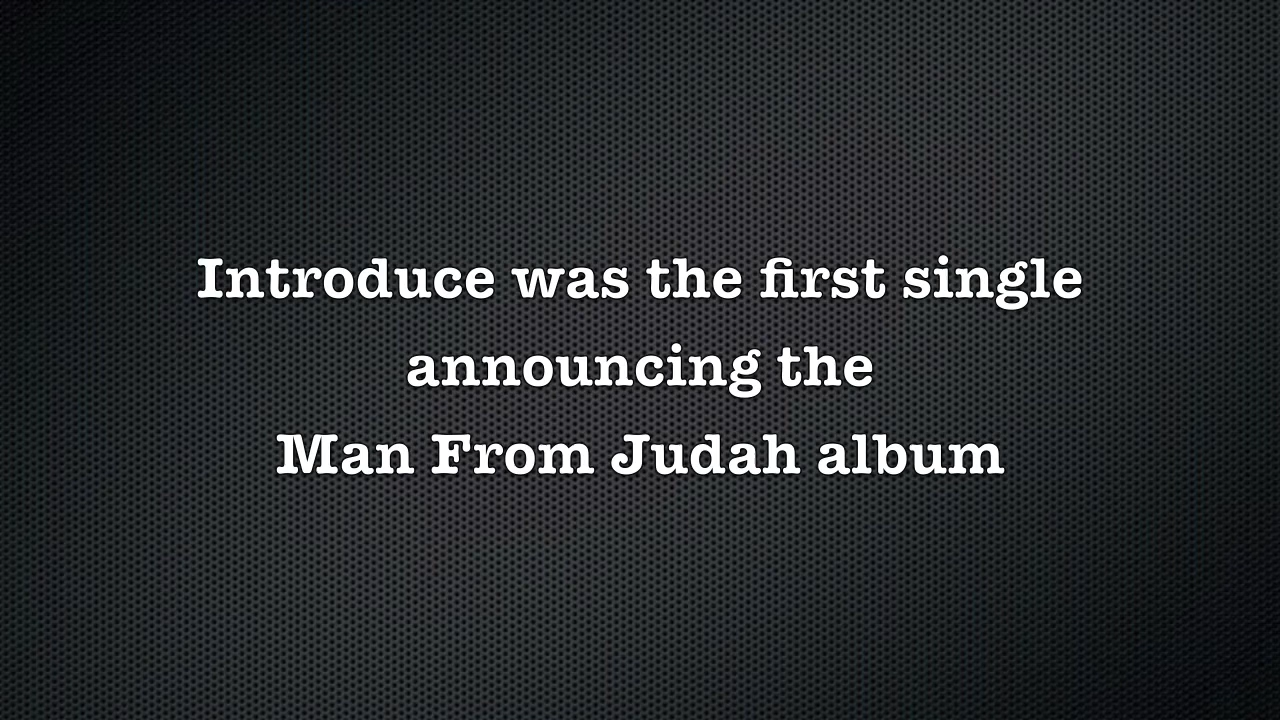 Introduce was the first single
announcing the
Man From Judah album